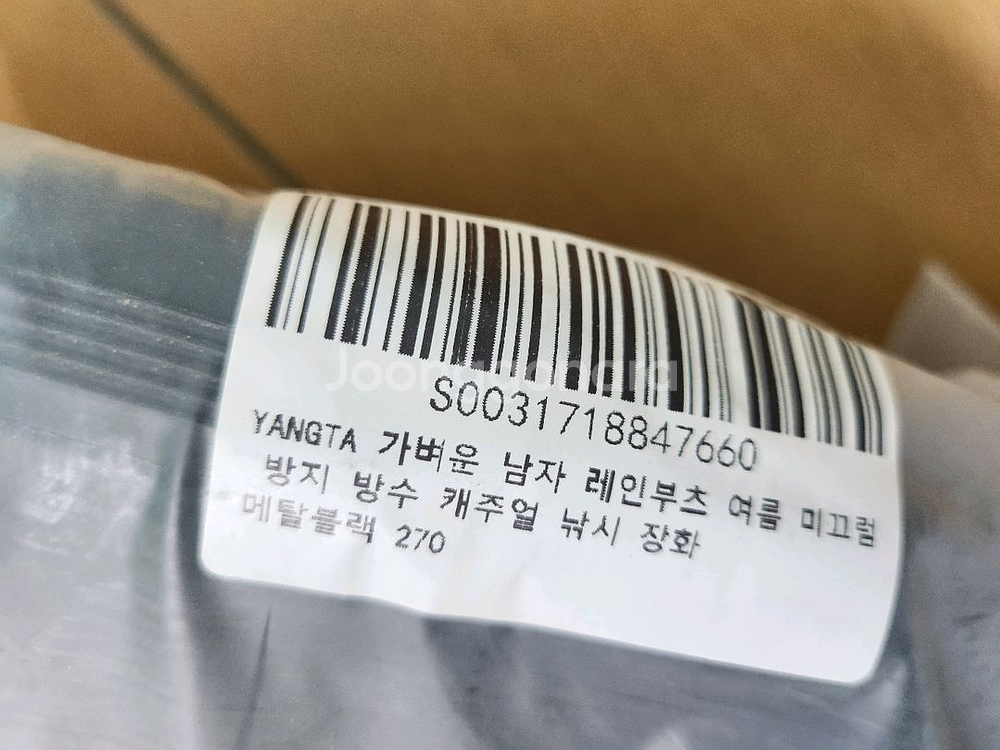 Joongonara
S0031718847660
YANGTA 가벼운 남자 레인부츠 여름 미끄럼
방지 방수 캐주얼 낚시 장화
메탈블랙 270